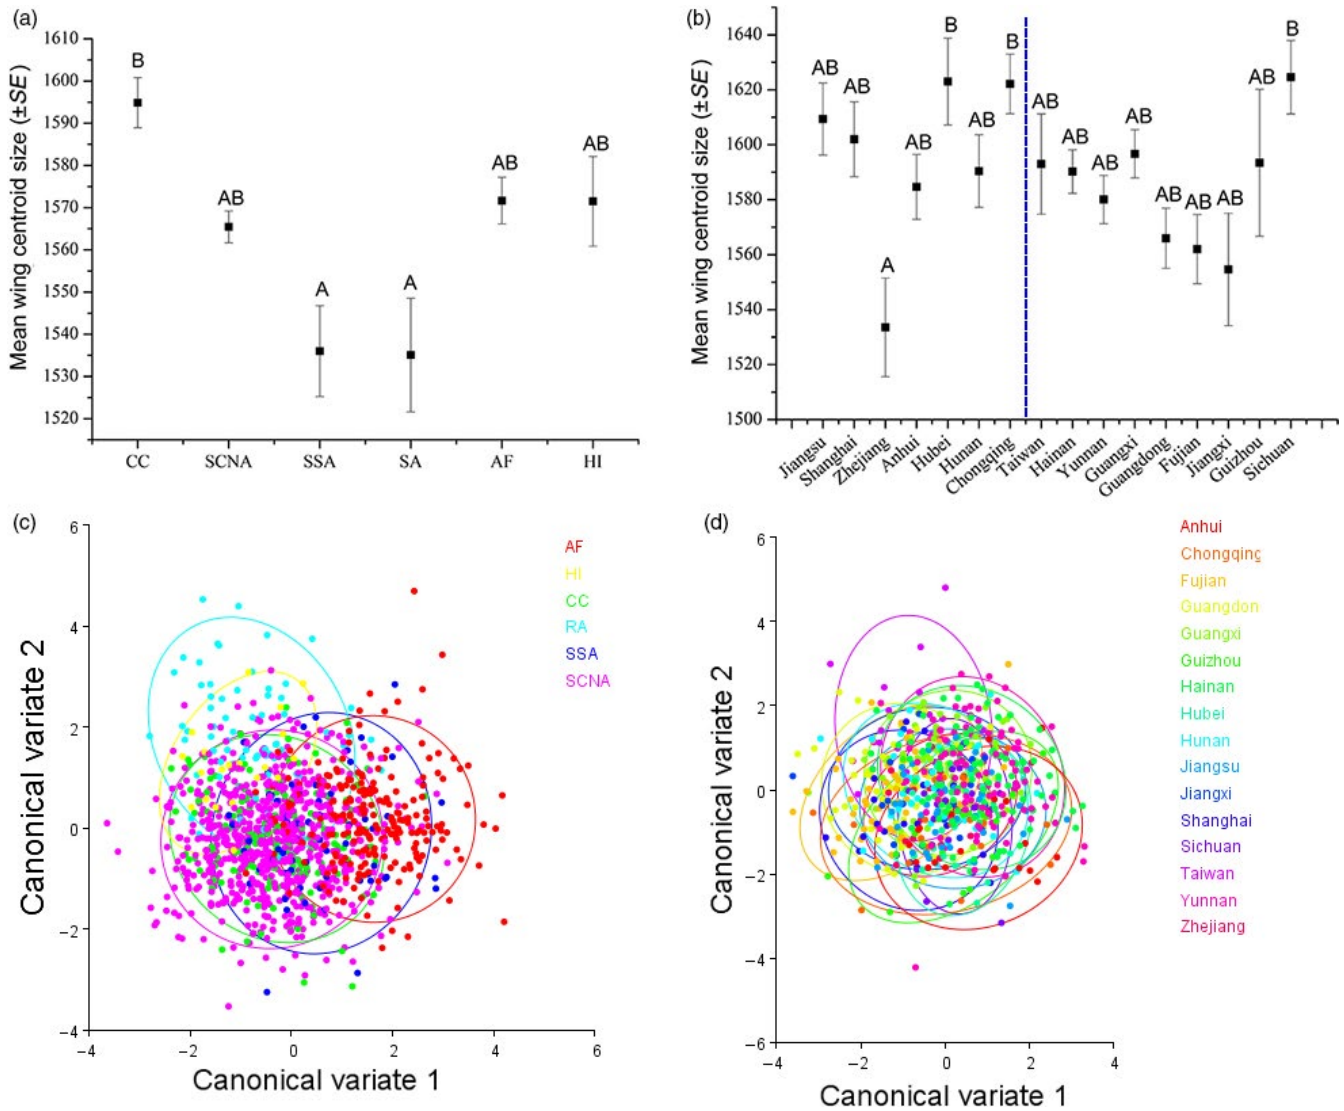 (a)
Mean wing centroid size (±SE)
1610
1600
1590
1580
1570
1560
1550
1540
1530
1520
B
AB
A
A
AB
AB
CC SCNA SSA SA AF HI
(b)
Mean wing centroid size (±SE)
1640
1620
1600
1580
1560
1540
1520
1500
AB
AB
A
AB
B
AB
B
AB
AB
AB
AB
AB
AB
AB
AB
B
Jiangsu
Shanghai
Zhejiang
Anhui
Hubei
Hunan
Chongqing
Taiwan
Hainan
Yunnan
Guangxi
Guangdong
Fujian
Jiangxi
Guizhou
Sichuan
(c)
Canonical variate 2
6
4
2
0
−2
−4
−4 −2 0 2 4 6
Canonical variate 1
AF
HI
CC
RA
SSA
SCNA
(d)
Canonical variate 2
6
4
2
0
−2
−4
−6
−4 −2 0 2 4
Canonical variate 1
Anhui
Chongqing
Fujian
Guangdon
Guangxi
Guizhou
Hainan
Hubei
Hunan
Jiangsu
Jiangxi
Shanghai
Sichuan
Taiwan
Yunnan
Zhejiang